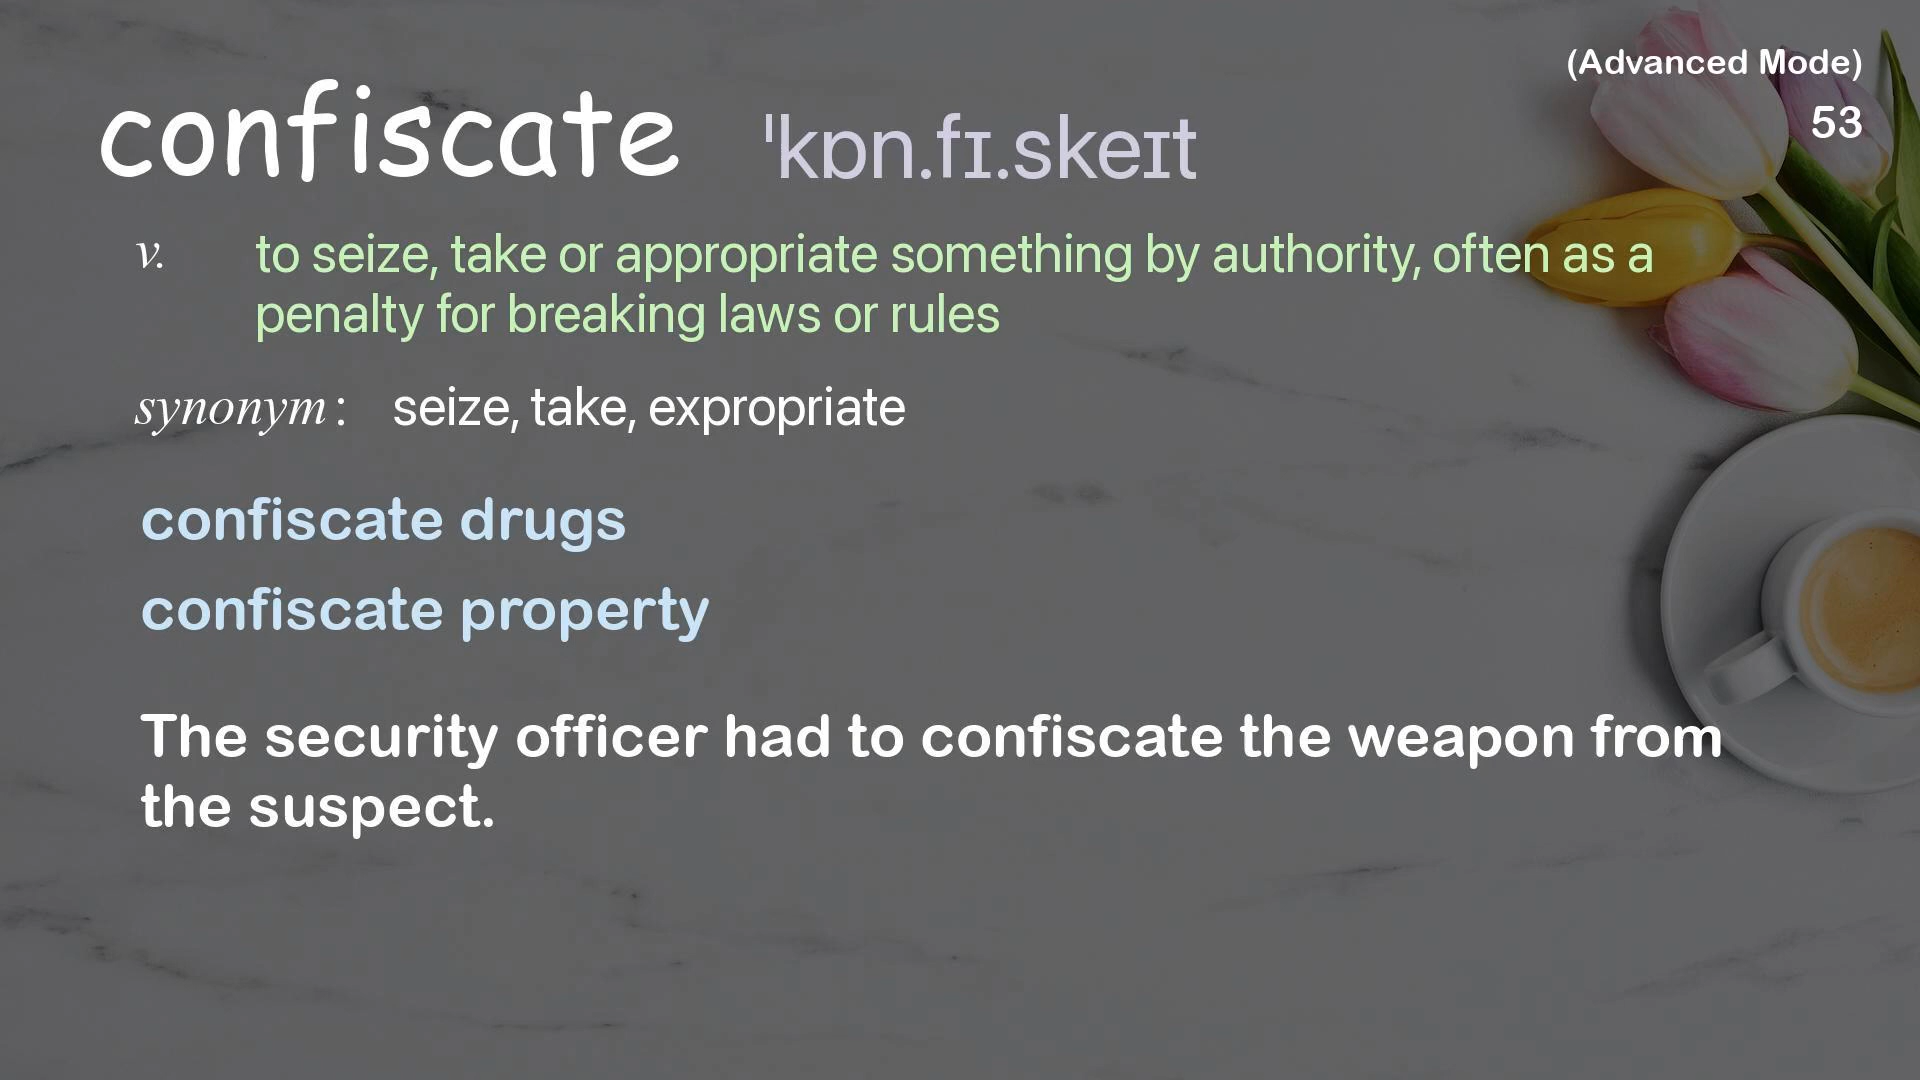 (Advanced Mode)
confiscate ˈkɒn.fɪ.skeɪt
53
v. to seize, take or appropriate something by authority, often as a
penalty for breaking laws or rules
synonym: seize, take, expropriate
confiscate drugs
confiscate property
The security officer had to confiscate the weapon from
the suspect.